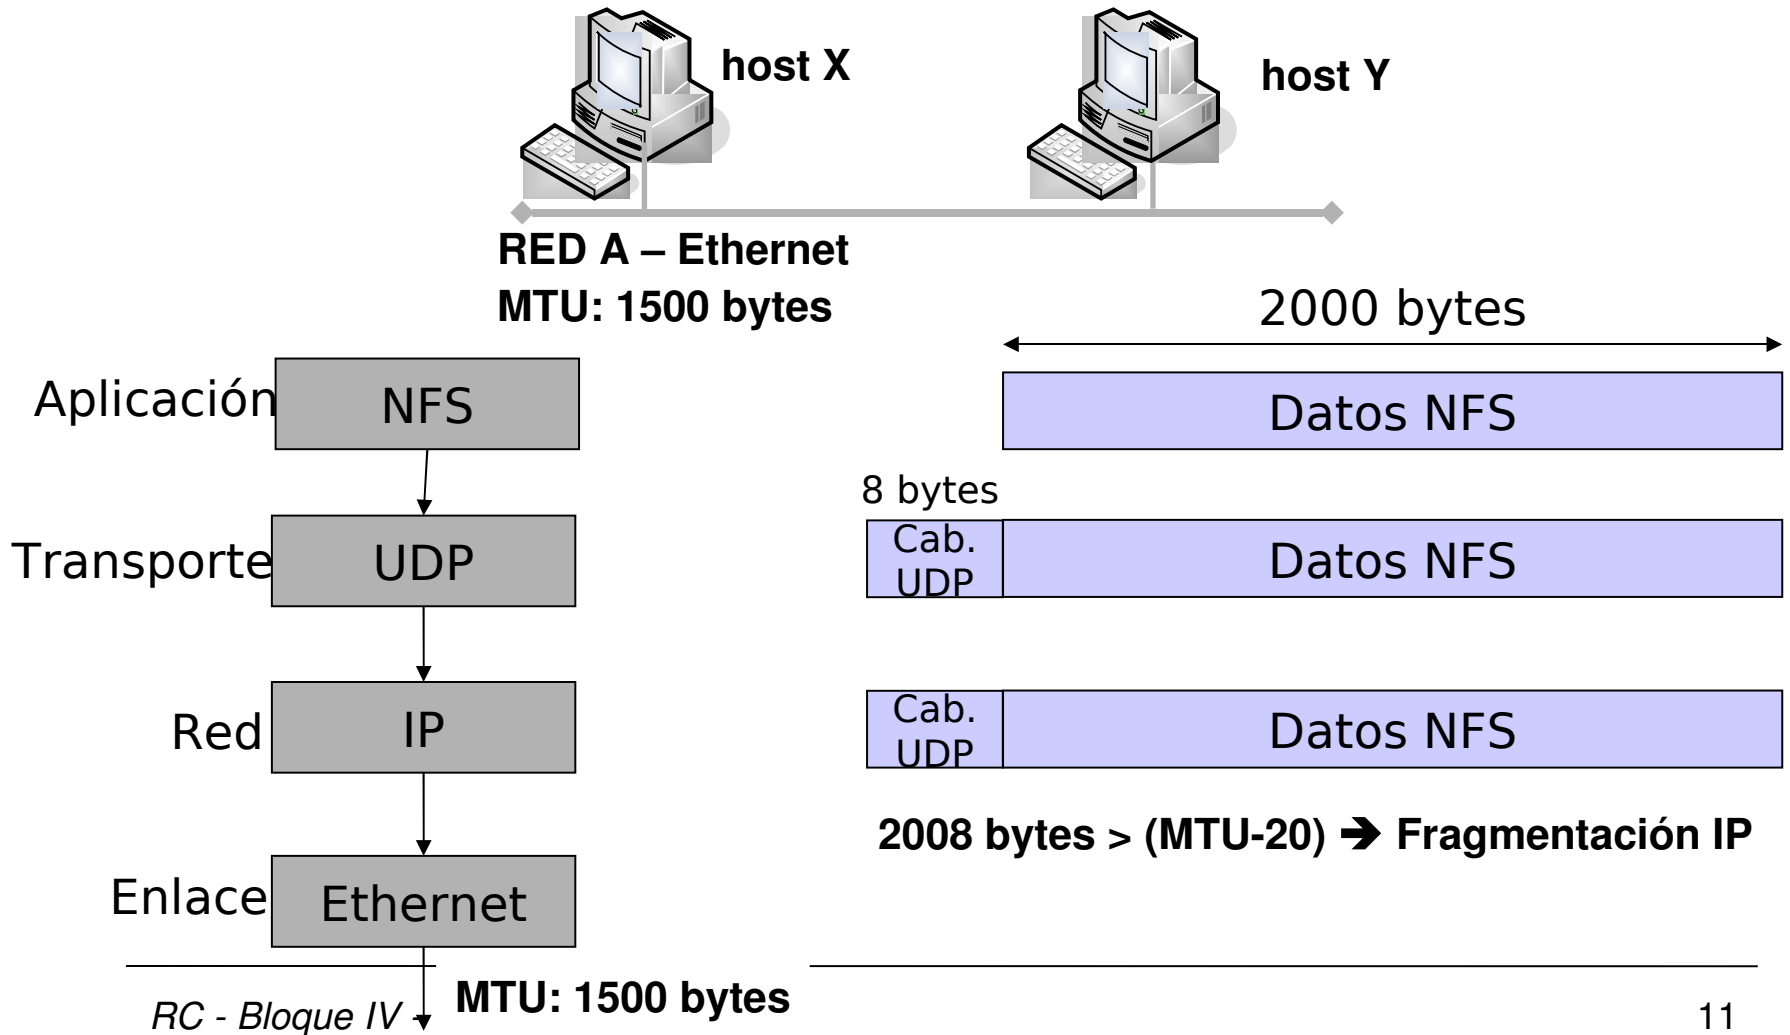 host X
host Y
RED A – Ethernet
MTU: 1500 bytes
2000 bytes
Aplicación
NFS
Datos NFS
8 bytes
Transporte
UDP
Cab.
UDP
Datos NFS
Red
IP
Cab.
UDP
Datos NFS
2008 bytes > (MTU-20) ➔ Fragmentación IP
Enlace
Ethernet
MTU: 1500 bytes
RC - Bloque IV -
11